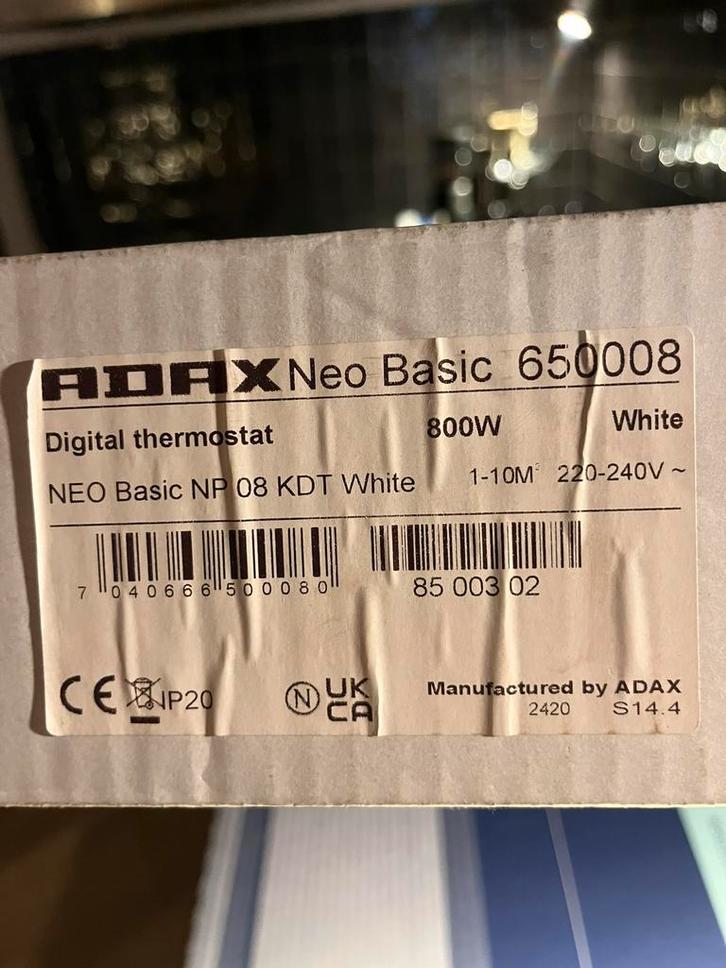 ADAX Neo Basic 650008
Digital thermostat 800W White
NEO Basic NP 08 KDT White 1-10M² 220-240V ~
7 040666 500080
85 003 02
CE IP20 N UK CA
Manufactured by ADAX
2420 S14.4